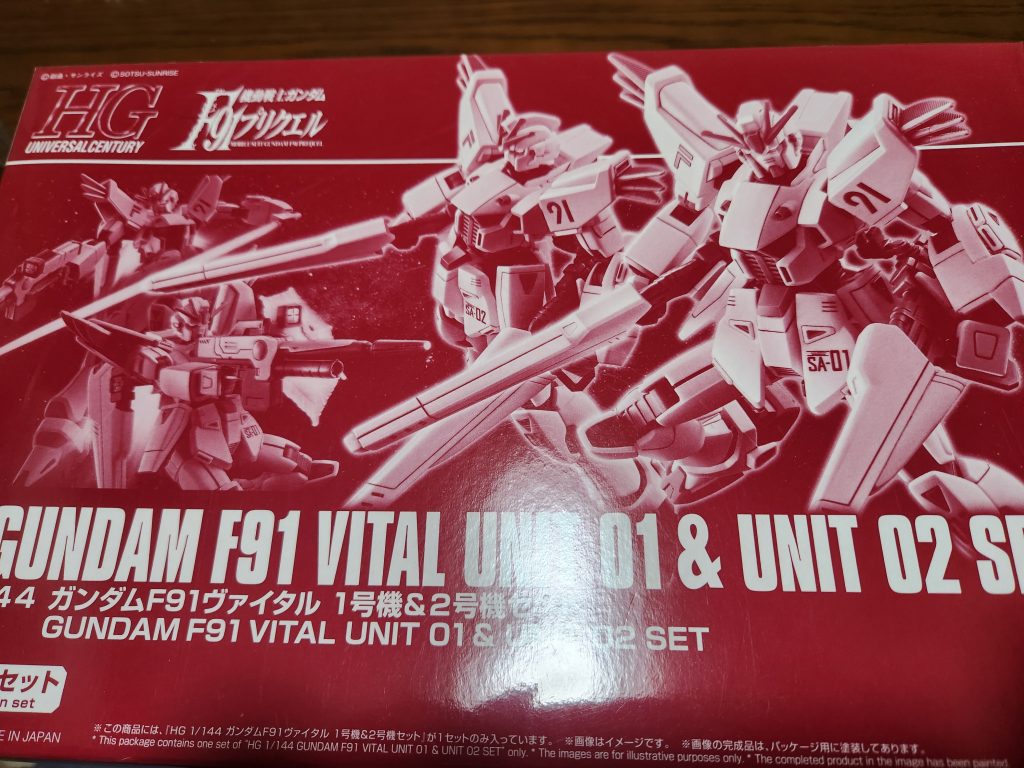 ©創通・サンライズ ©SOTSU・SUNRISE
HG
UNIVERSAL CENTURY
機動戦士ガンダム
F91プリクエル
MOBILE SUIT GUNDAM F91 PREQUEL
91
91
04
SA-02
SA-01
SA-01
GUNDAM F91 VITAL UNIT 01 & UNIT 02 SE
44 ガンダムF91ヴァイタル 1号機&2号機セ
GUNDAM F91 VITAL UNIT 01 & 02 SET
セット
n set
E IN JAPAN
※この商品には、「HG 1/144 ガンダムF91ヴァイタル 1号機&2号機セット」が1セットのみ入っています。 ※画像はイメージです。 ※画像の完成品は、パッケージ用に塗装してあります。
* This package contains one set of "HG 1/144 GUNDAM F91 VITAL UNIT 01 & UNIT 02 SET" only. * The images are for illustrative purposes only. * The completed product in the image has been painted